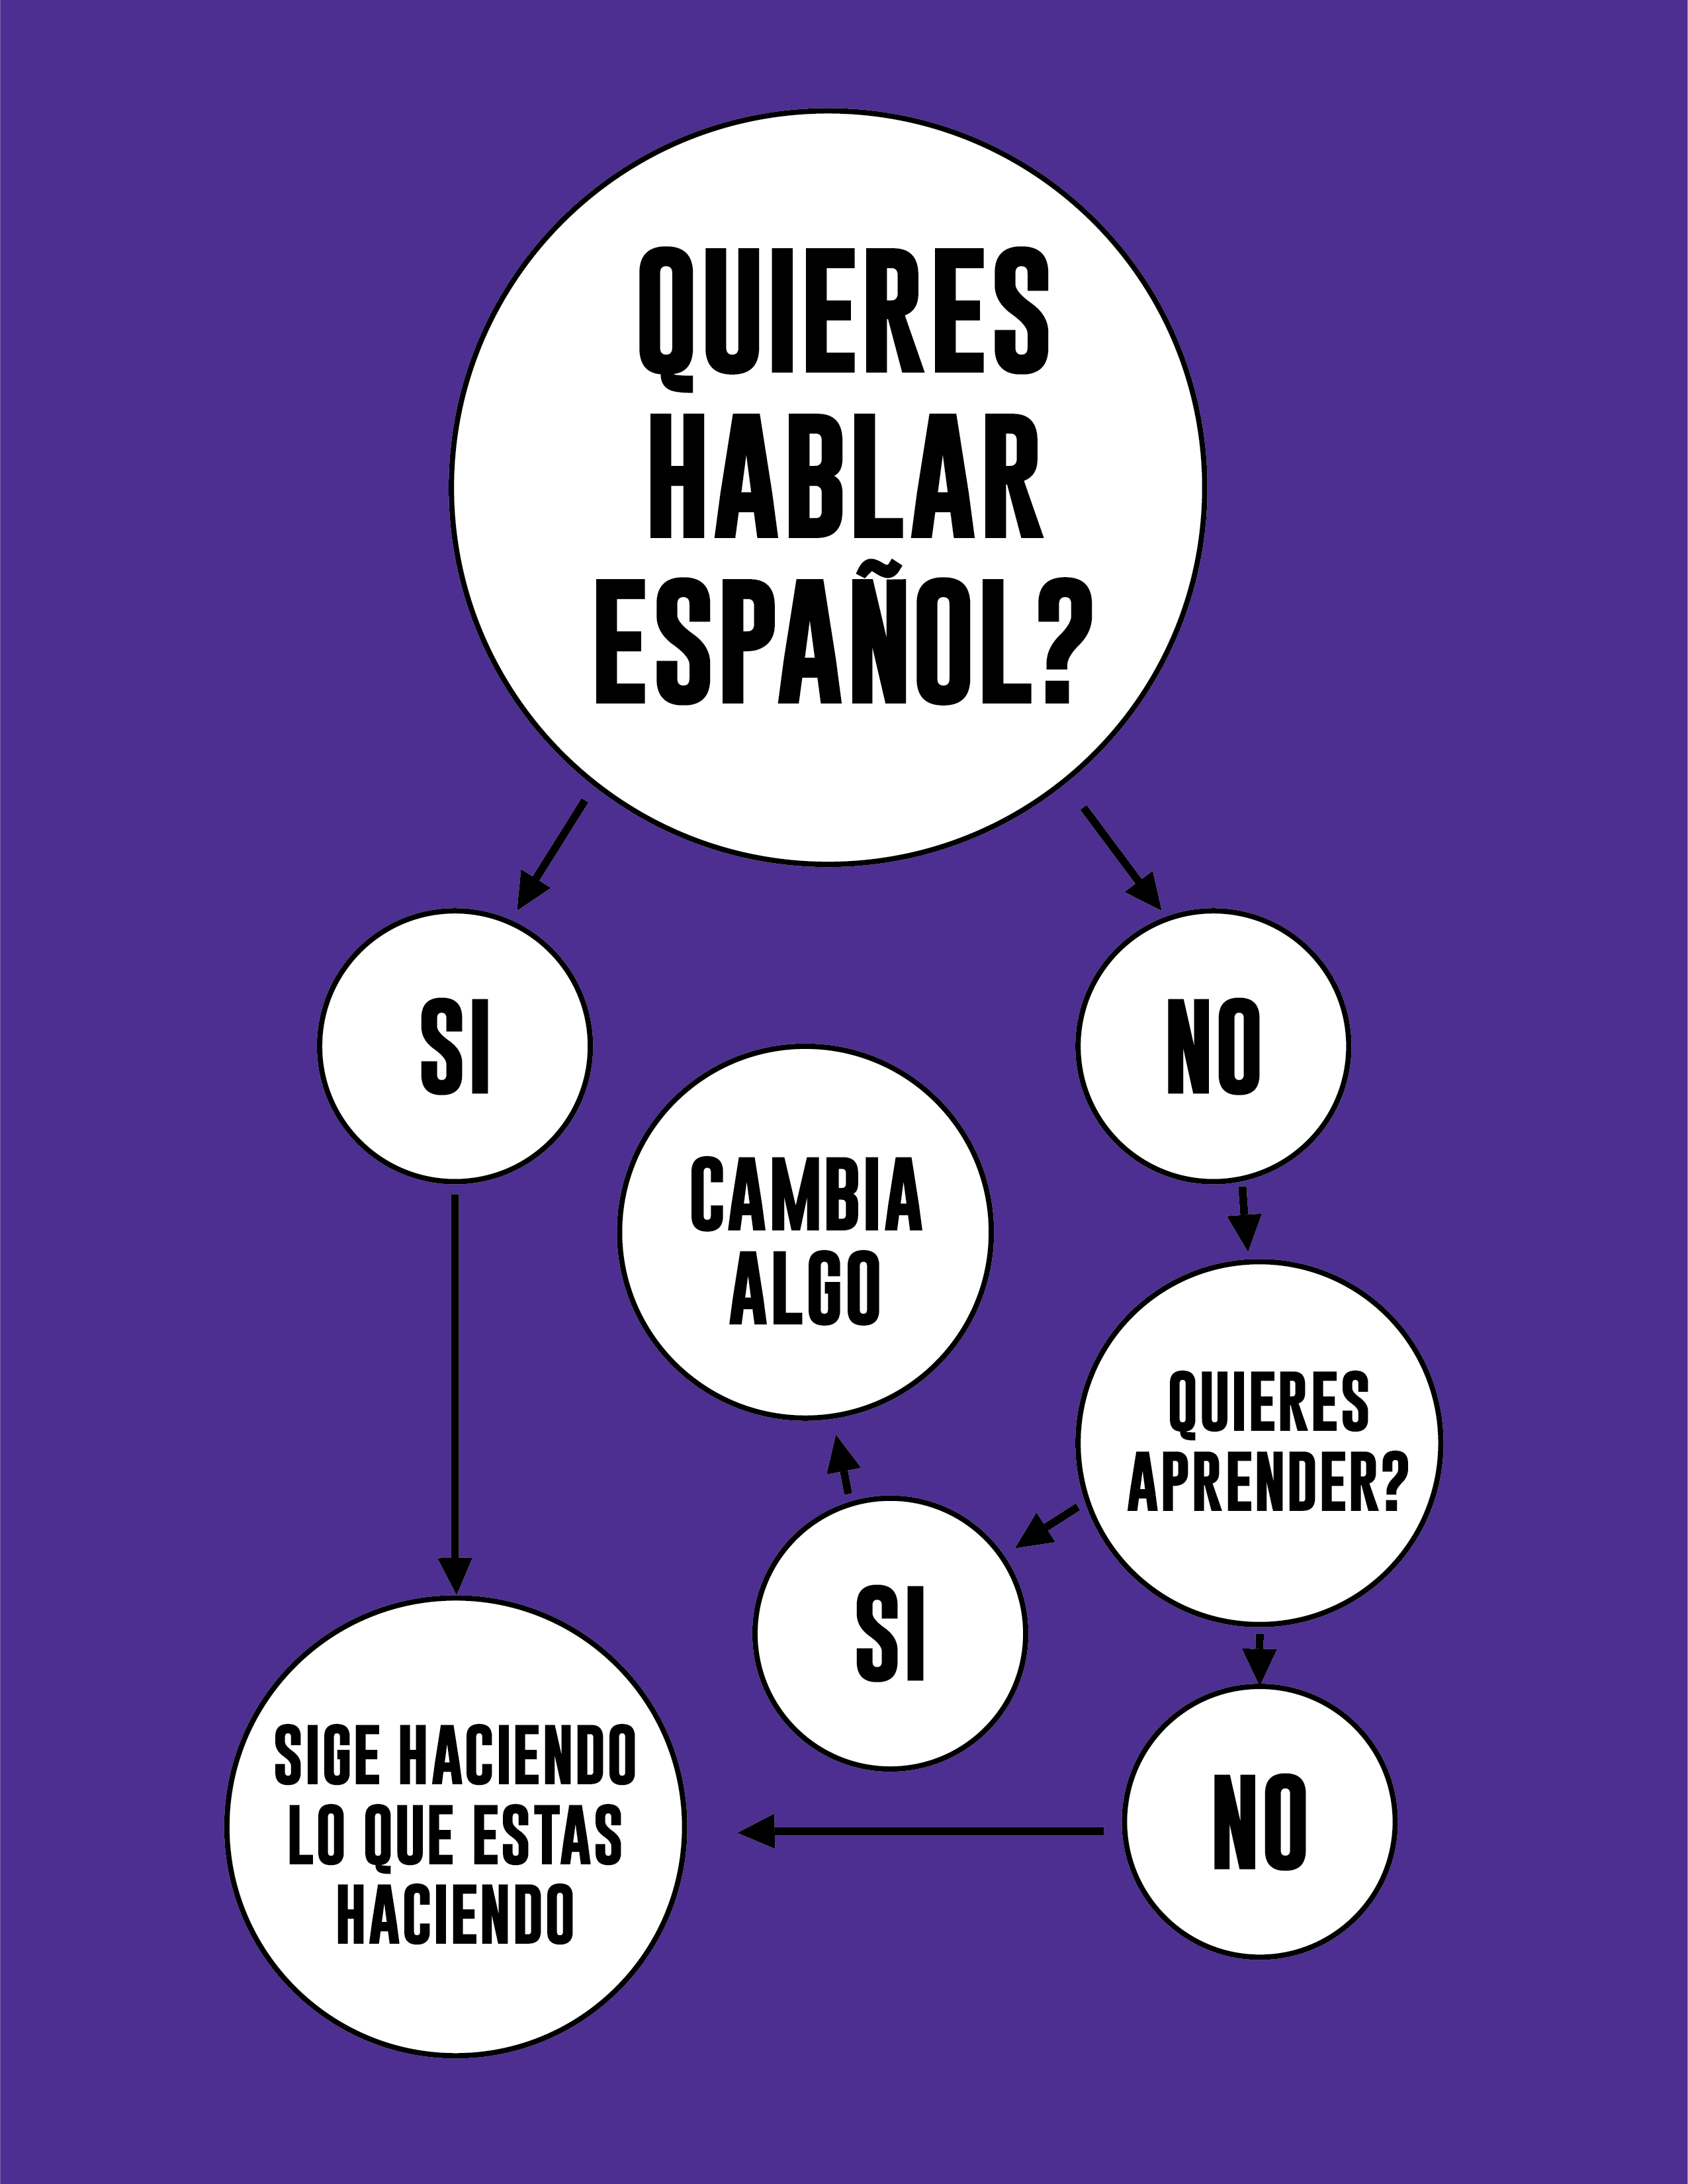 QUIERES
HABLAR
ESPAÑOL?
SI
NO
CAMBIA
ALGO
QUIERES
APRENDER?
SI
SIGE HACIENDO
LO QUE ESTAS
HACIENDO
NO